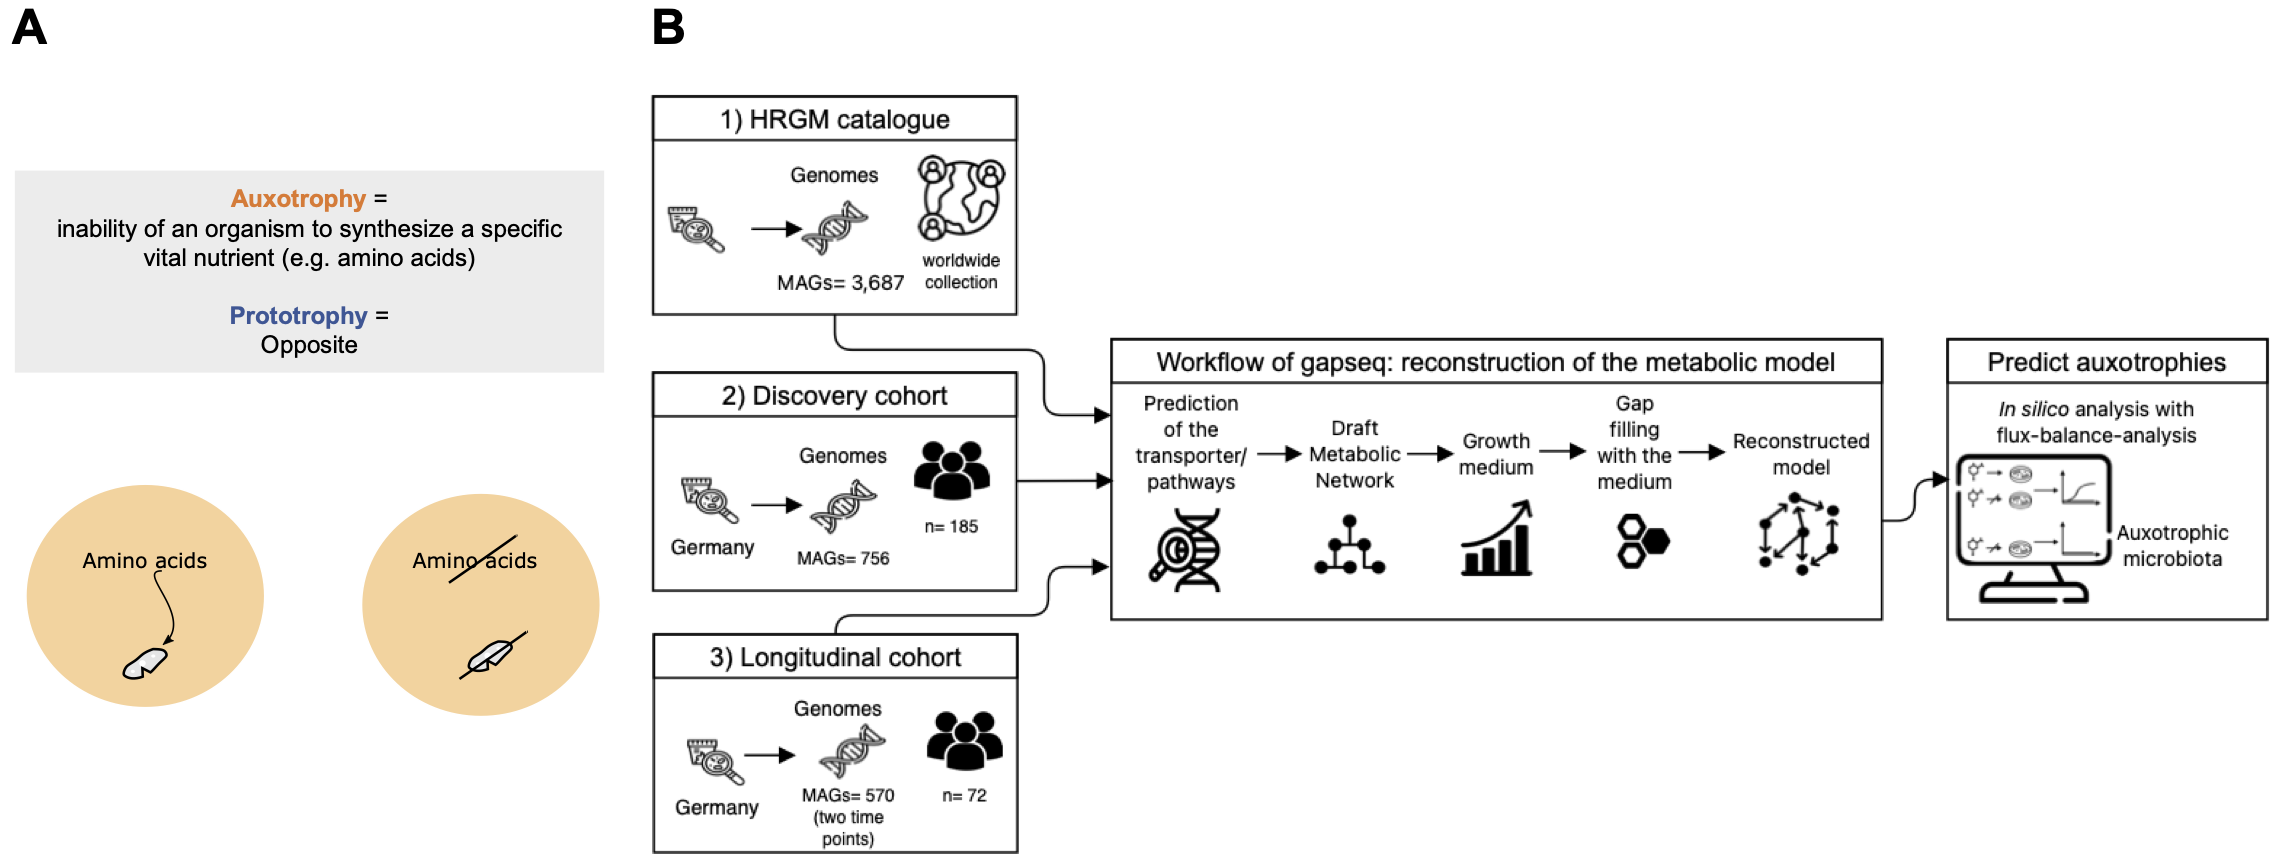 A
Auxotrophy =
inability of an organism to synthesize a specific
vital nutrient (e.g. amino acids)
Prototrophy =
Opposite
Amino acids
Amino acids
B
1) HRGM catalogue
Genomes
MAGs= 3,687
worldwide
collection
2) Discovery cohort
Genomes
Germany
MAGs= 756
n= 185
3) Longitudinal cohort
Genomes
Germany
MAGs= 570
(two time
points)
n= 72
Workflow of gapseq: reconstruction of the metabolic model
Prediction
of the
transporter/
pathways
Draft
Metabolic
Network
Growth
medium
Gap
filling
with the
medium
Reconstructed
model
Predict auxotrophies
In silico analysis with
flux-balance-analysis
Auxotrophic
microbiota